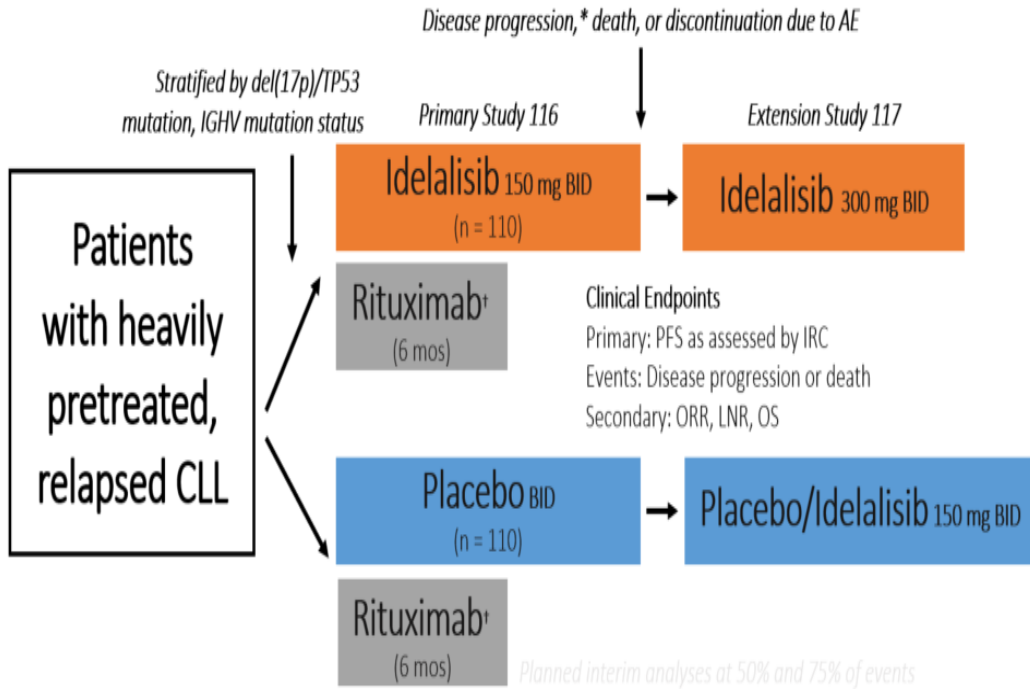 Disease progression,* death, or discontinuation due to AE
Stratified by del(17p)/TP53
mutation, IGHV mutation status
Primary Study 116
Extension Study 117
Patients
with heavily
pretreated,
relapsed CLL
Idelalisib 150 mg BID
(n = 110)
Idelalisib 300 mg BID
Rituximab†
(6 mos)
Clinical Endpoints
Primary: PFS as assessed by IRC
Events: Disease progression or death
Secondary: ORR, LNR, OS
Placebo BID
(n = 110)
Placebo/Idelalisib 150 mg BID
Rituximab†
(6 mos)
Planned interim analyses at 50% and 75% of events